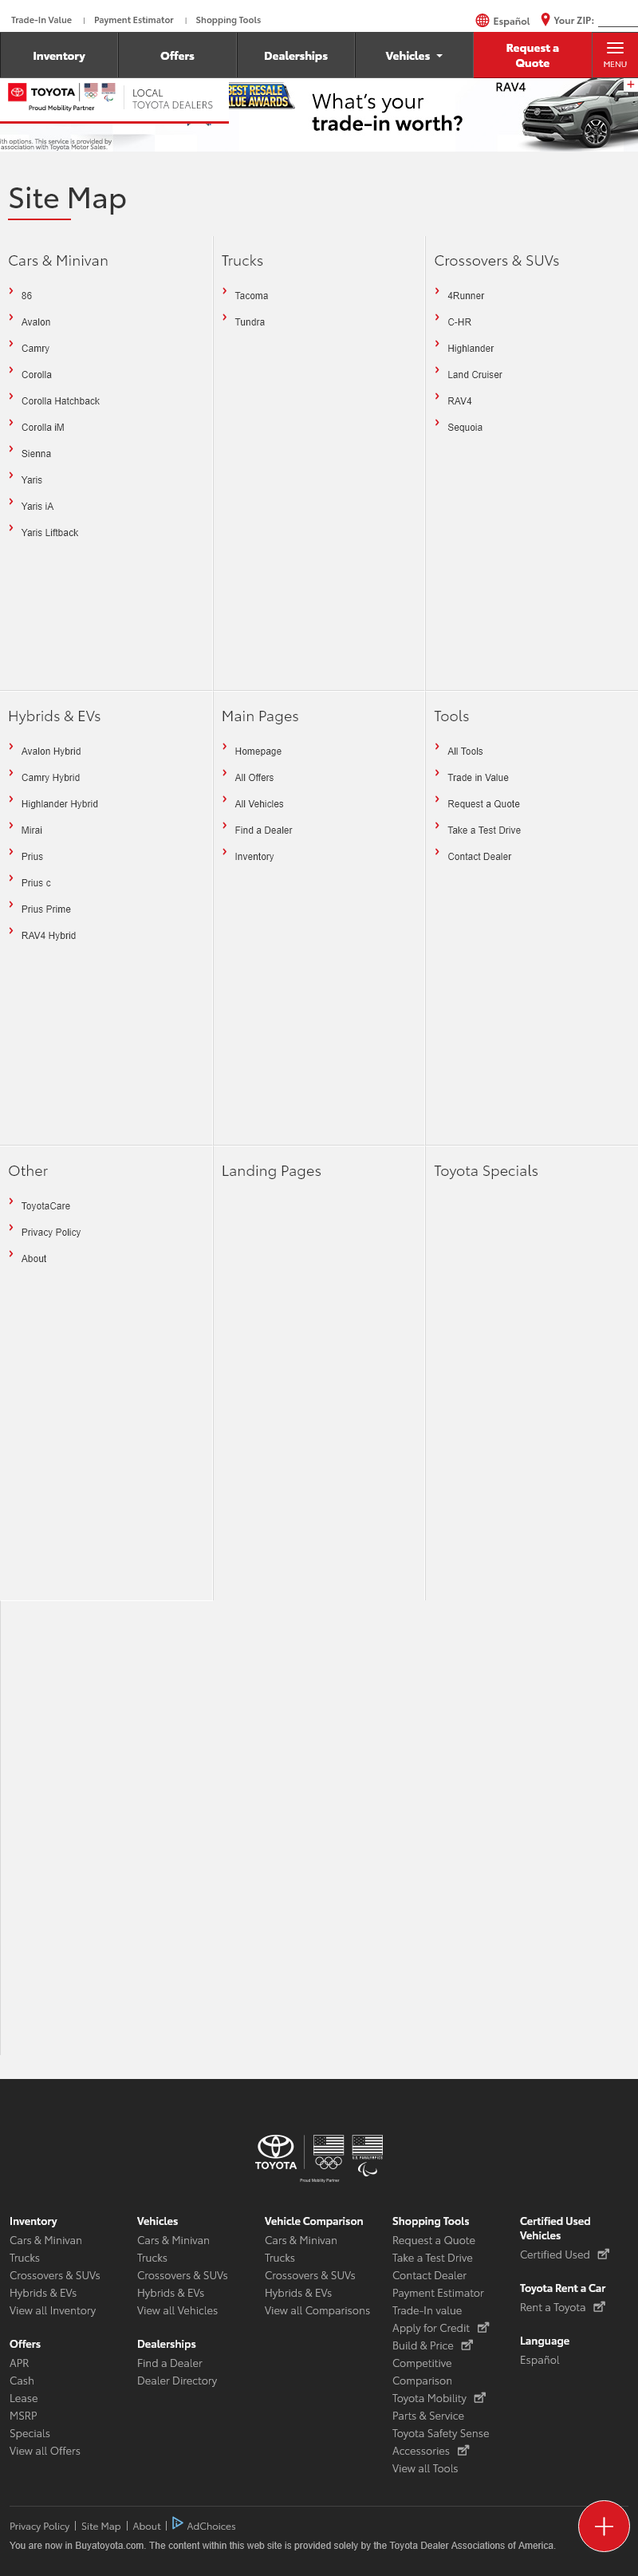 Trade-In Value | Payment Estimator | Shopping Tools
Español
Your ZIP:
Inventory
Offers
Dealerships
Vehicles
Request a
Quote
MENU
TOYOTA
Proud Mobility Partner
LOCAL
TOYOTA DEALERS
BEST RESALE
VALUE AWARDS
What's your
trade-in worth?
RAV4
ith options. This service is provided by
association with Toyota Motor Sales.
Site Map
Cars & Minivan
86
Avalon
Camry
Corolla
Corolla Hatchback
Corolla iM
Sienna
Yaris
Yaris iA
Yaris Liftback
Trucks
Tacoma
Tundra
Crossovers & SUVs
4Runner
C-HR
Highlander
Land Cruiser
RAV4
Sequoia
Hybrids & EVs
Avalon Hybrid
Camry Hybrid
Highlander Hybrid
Mirai
Prius
Prius c
Prius Prime
RAV4 Hybrid
Main Pages
Homepage
All Offers
All Vehicles
Find a Dealer
Inventory
Tools
All Tools
Trade in Value
Request a Quote
Take a Test Drive
Contact Dealer
Other
ToyotaCare
Privacy Policy
About
Landing Pages
Toyota Specials
TOYOTA
U.S. PARALYMPICS
Proud Mobility Partner
Inventory
Cars & Minivan
Trucks
Crossovers & SUVs
Hybrids & EVs
View all Inventory
Offers
APR
Cash
Lease
MSRP
Specials
View all Offers
Vehicles
Cars & Minivan
Trucks
Crossovers & SUVs
Hybrids & EVs
View all Vehicles
Dealerships
Find a Dealer
Dealer Directory
Vehicle Comparison
Cars & Minivan
Trucks
Crossovers & SUVs
Hybrids & EVs
View all Comparisons
Shopping Tools
Request a Quote
Take a Test Drive
Contact Dealer
Payment Estimator
Trade-In value
Apply for Credit
Build & Price
Competitive
Comparison
Toyota Mobility
Parts & Service
Toyota Safety Sense
Accessories
View all Tools
Certified Used
Vehicles
Certified Used
Toyota Rent a Car
Rent a Toyota
Language
Español
Privacy Policy | Site Map | About | AdChoices
You are now in Buyatoyota.com. The content within this web site is provided solely by the Toyota Dealer Associations of America.